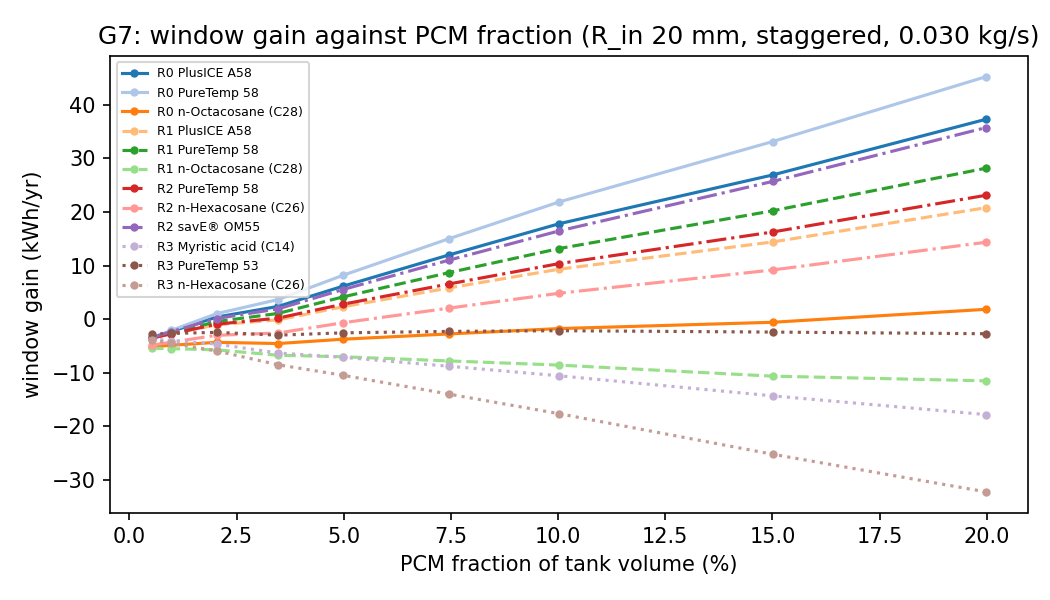 G7: window gain against PCM fraction (R_in 20 mm, staggered, 0.030 kg/s)
R0 PlusICE A58
R0 PureTemp 58
R0 n-Octacosane (C28)
R1 PlusICE A58
R1 PureTemp 58
R1 n-Octacosane (C28)
R2 PureTemp 58
R2 n-Hexacosane (C26)
R2 savE® OM55
R3 Myristic acid (C14)
R3 PureTemp 53
R3 n-Hexacosane (C26)
window gain (kWh/yr)
40
30
20
10
0
−10
−20
−30
0.0 2.5 5.0 7.5 10.0 12.5 15.0 17.5 20.0
PCM fraction of tank volume (%)